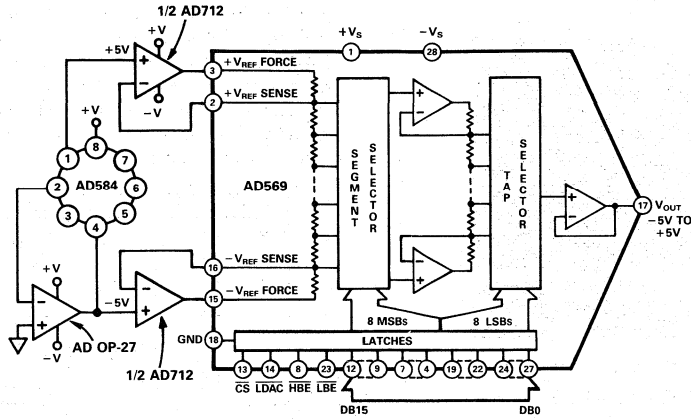 1/2 AD712
+VS
−VS
1
28
+V
+5V
+
−
−V
3
+VREF FORCE
2
+VREF SENSE
+V
8
1
7
2
AD584
6
3
5
4
AD569
SEGMENT
SELECTOR
TAP
SELECTOR
+
−
−
+
+
−
17
VOUT
−5V TO
+5V
16
−VREF SENSE
15
−VREF FORCE
+V
−
+
−V
−5V
−
+
AD OP-27
1/2 AD712
8 MSBs
8 LSBs
GND
18
LATCHES
13
14
8
23
12
9
7
4
19
22
24
27
CS
LDAC
HBE
LBE
DB15
DB0